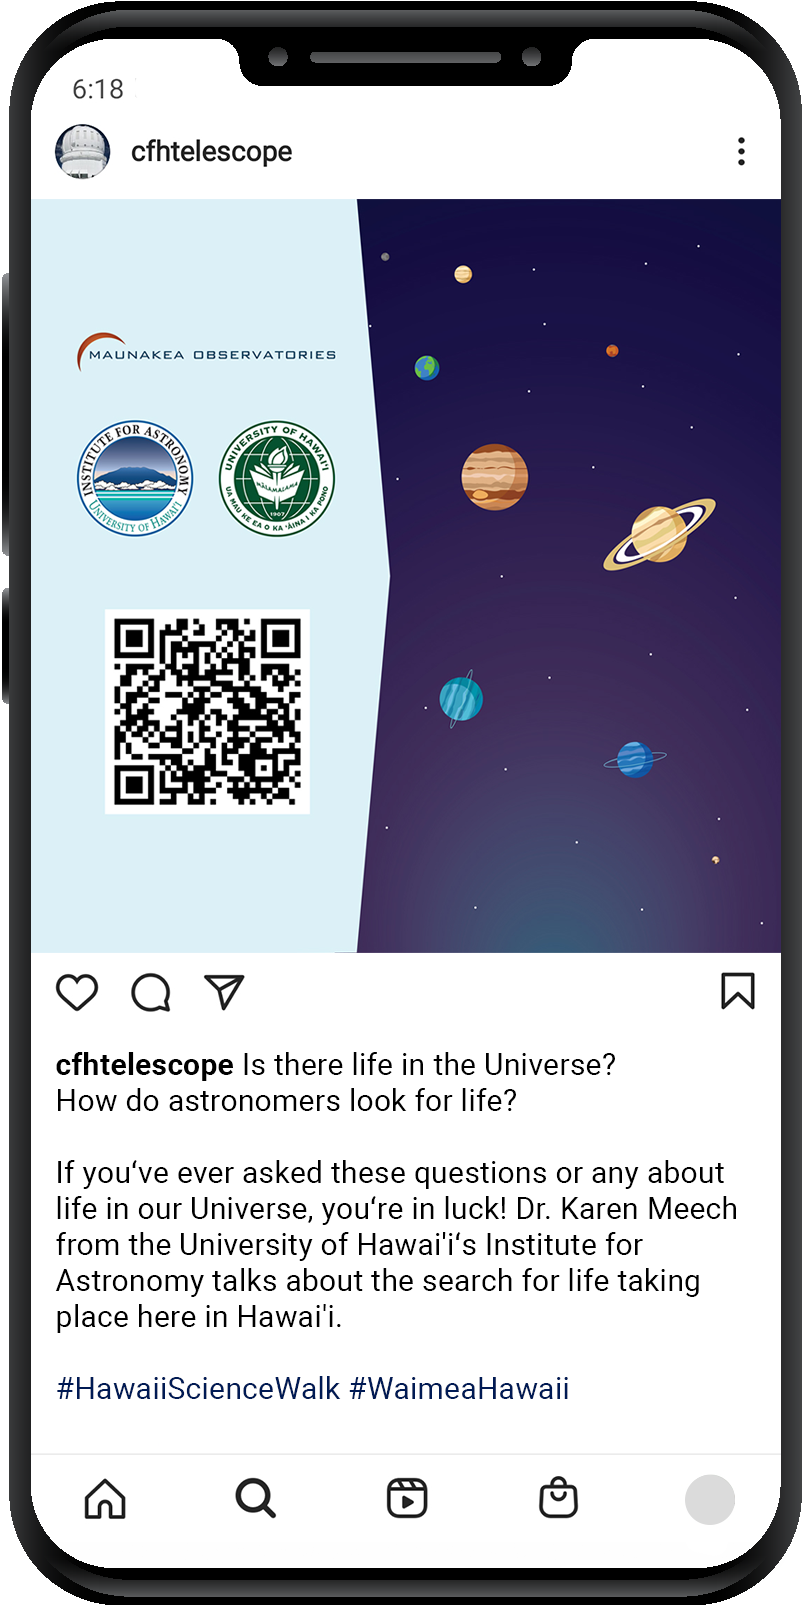 6:18
cfhtelescope
MAUNAKEA OBSERVATORIES
INSTITUTE FOR ASTRONOMY
UNIVERSITY OF HAWAI'I
UNIVERSITY OF HAWAI'I
MALAMALAMA
1907
UA MAU KE EA O KA ʻĀINA I KA PONO
cfhtelescope Is there life in the Universe?
How do astronomers look for life?
If you‘ve ever asked these questions or any about
life in our Universe, you‘re in luck! Dr. Karen Meech
from the University of Hawai'i‘s Institute for
Astronomy talks about the search for life taking
place here in Hawai'i.
#HawaiiScienceWalk #WaimeaHawaii